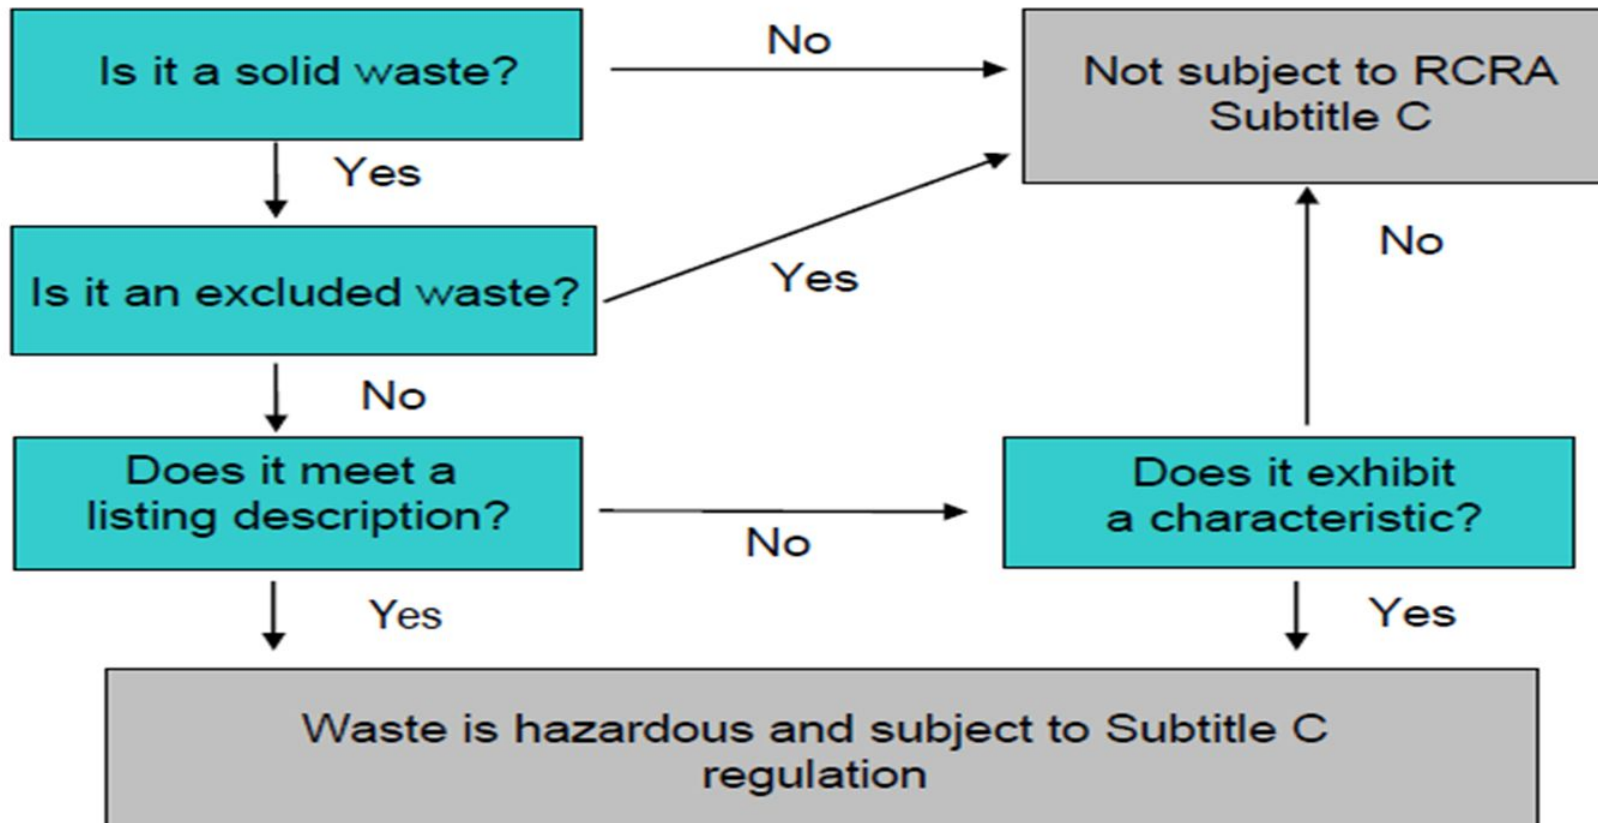 Is it a solid waste?
No
Not subject to RCRA
Subtitle C
Yes
Is it an excluded waste?
Yes
No
No
Does it meet a
listing description?
No
Does it exhibit
a characteristic?
Yes
Yes
Waste is hazardous and subject to Subtitle C
regulation